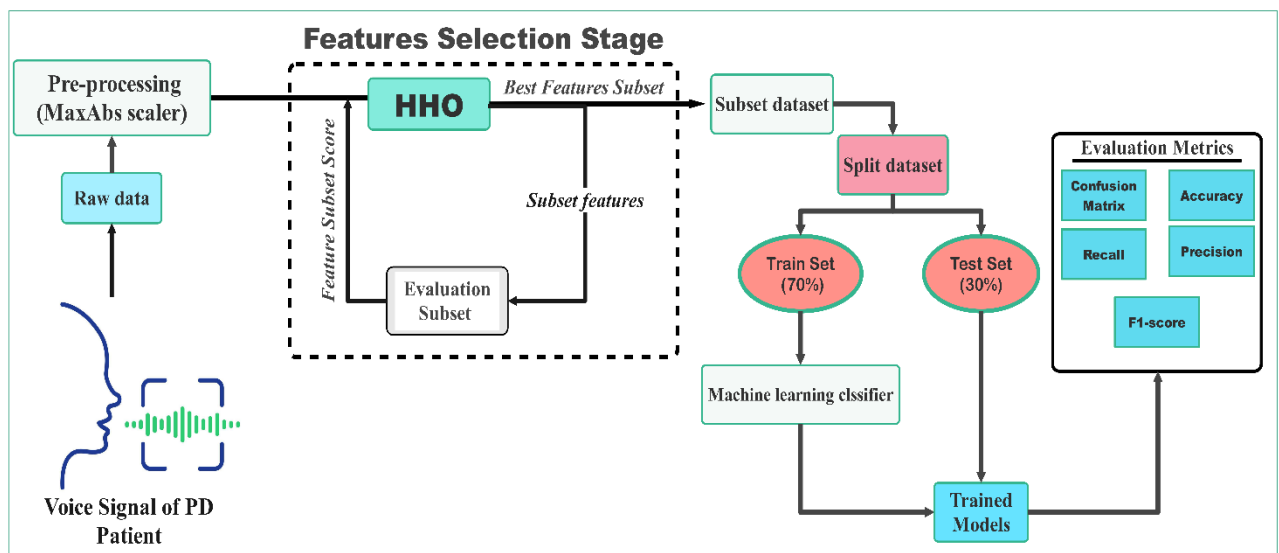 Features Selection Stage
Pre-processing
(MaxAbs scaler)
HHO
Best Features Subset
Subset dataset
Split dataset
Evaluation Metrics
Confusion
Matrix
Accuracy
Recall
Precision
F1-score
Raw data
Feature Subset Score
Subset features
Evaluation
Subset
Train Set
(70%)
Test Set
(30%)
Machine learning clssifier
Trained
Models
Voice Signal of PD
Patient